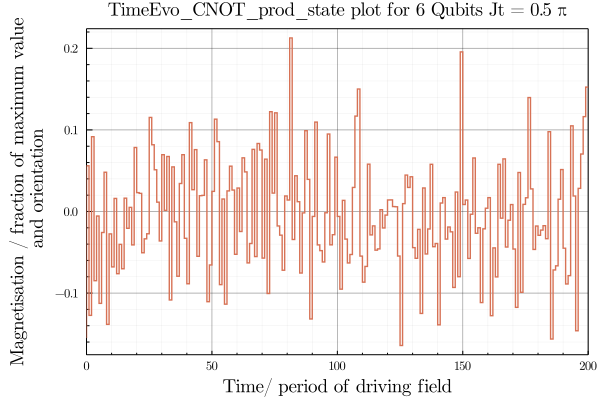 TimeEvo_CNOT_prod_state plot for 6 Qubits Jt = 0.5 π
Magnetisation / fraction of maximum value
and orientation
0.2
0.1
0.0
−0.1
0 50 100 150 200
Time/ period of driving field